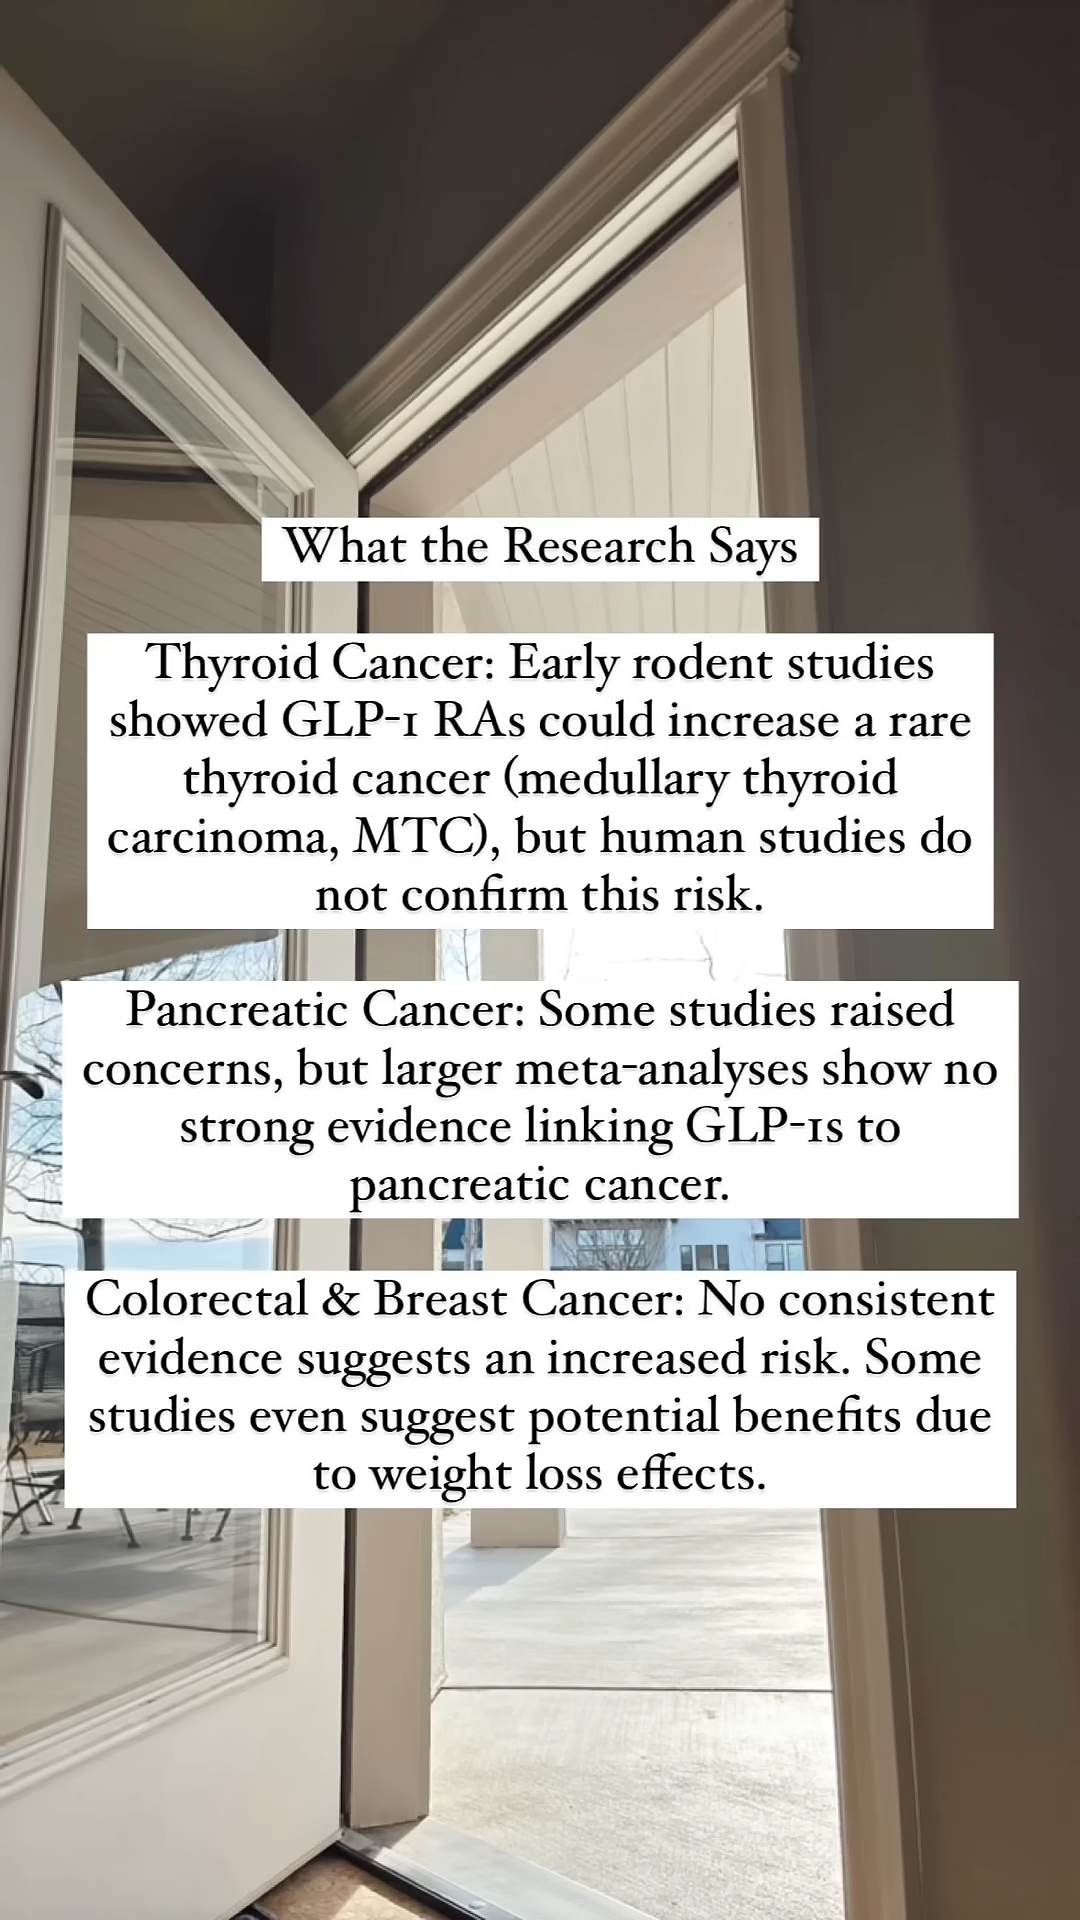 What the Research Says
Thyroid Cancer: Early rodent studies
showed GLP-1 RAs could increase a rare
thyroid cancer (medullary thyroid
carcinoma, MTC), but human studies do
not confirm this risk.
Pancreatic Cancer: Some studies raised
concerns, but larger meta-analyses show no
strong evidence linking GLP-1s to
pancreatic cancer.
Colorectal & Breast Cancer: No consistent
evidence suggests an increased risk. Some
studies even suggest potential benefits due
to weight loss effects.